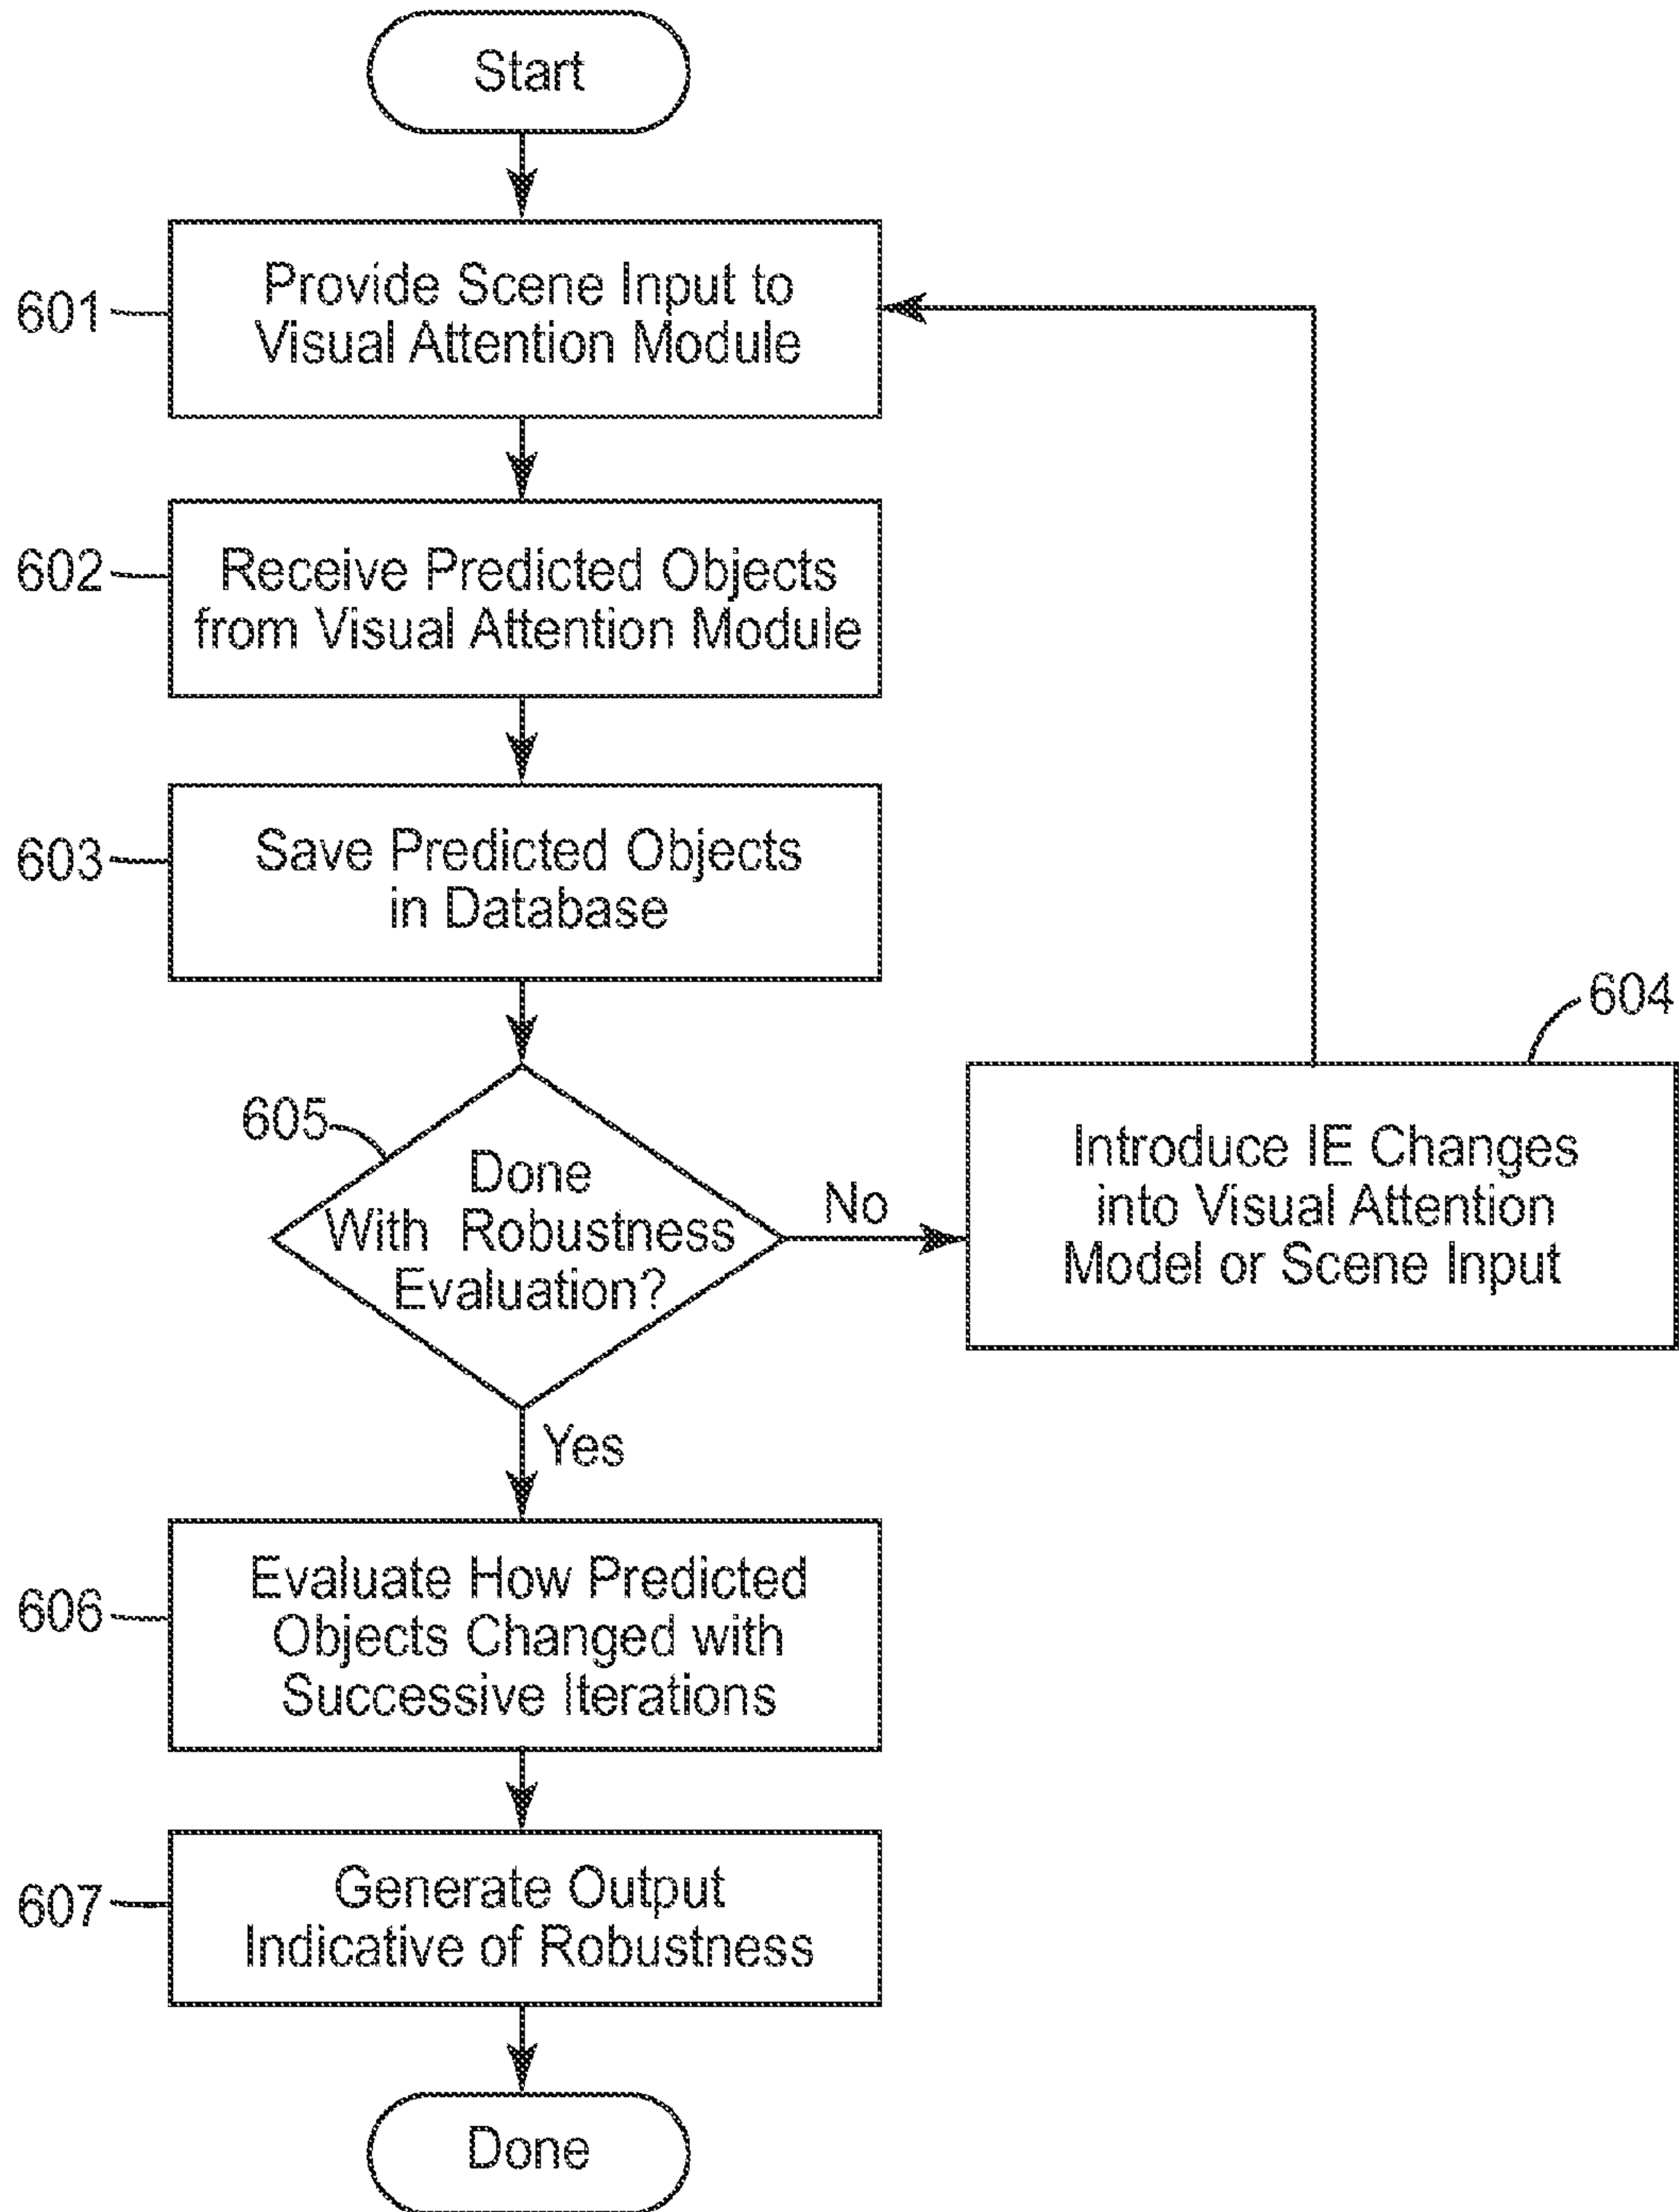 Start
601
Provide Scene Input to
Visual Attention Module
602
Receive Predicted Objects
from Visual Attention Module
603
Save Predicted Objects
in Database
605
Done
With Robustness
Evaluation?
No
604
Introduce IE Changes
into Visual Attention
Model or Scene Input
Yes
606
Evaluate How Predicted
Objects Changed with
Successive Iterations
607
Generate Output
Indicative of Robustness
Done